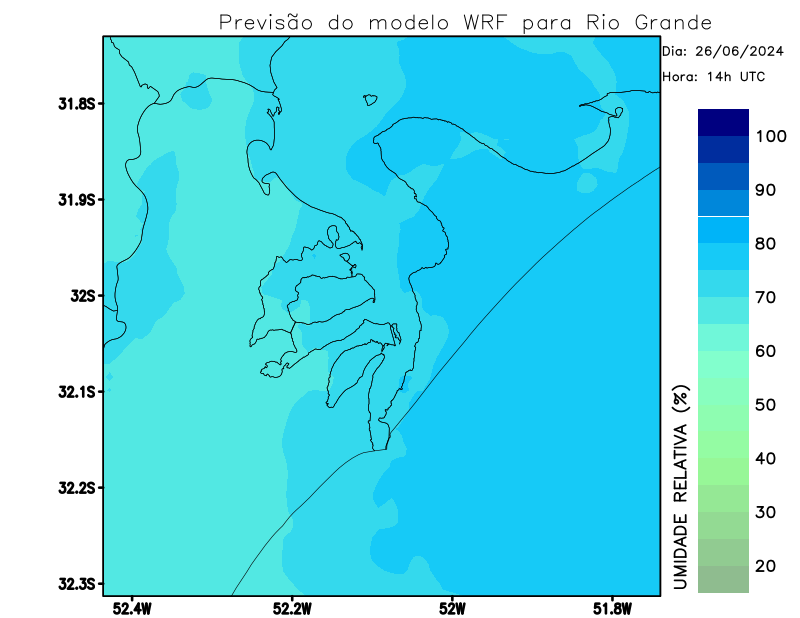 Previsão do modelo WRF para Rio Grande
Dia: 26/06/2024
Hora: 14h UTC
31.8S
31.9S
32S
32.1S
32.2S
32.3S
52.4W
52.2W
52W
51.8W
100
90
80
70
60
50
40
30
20
UMIDADE RELATIVA (%)